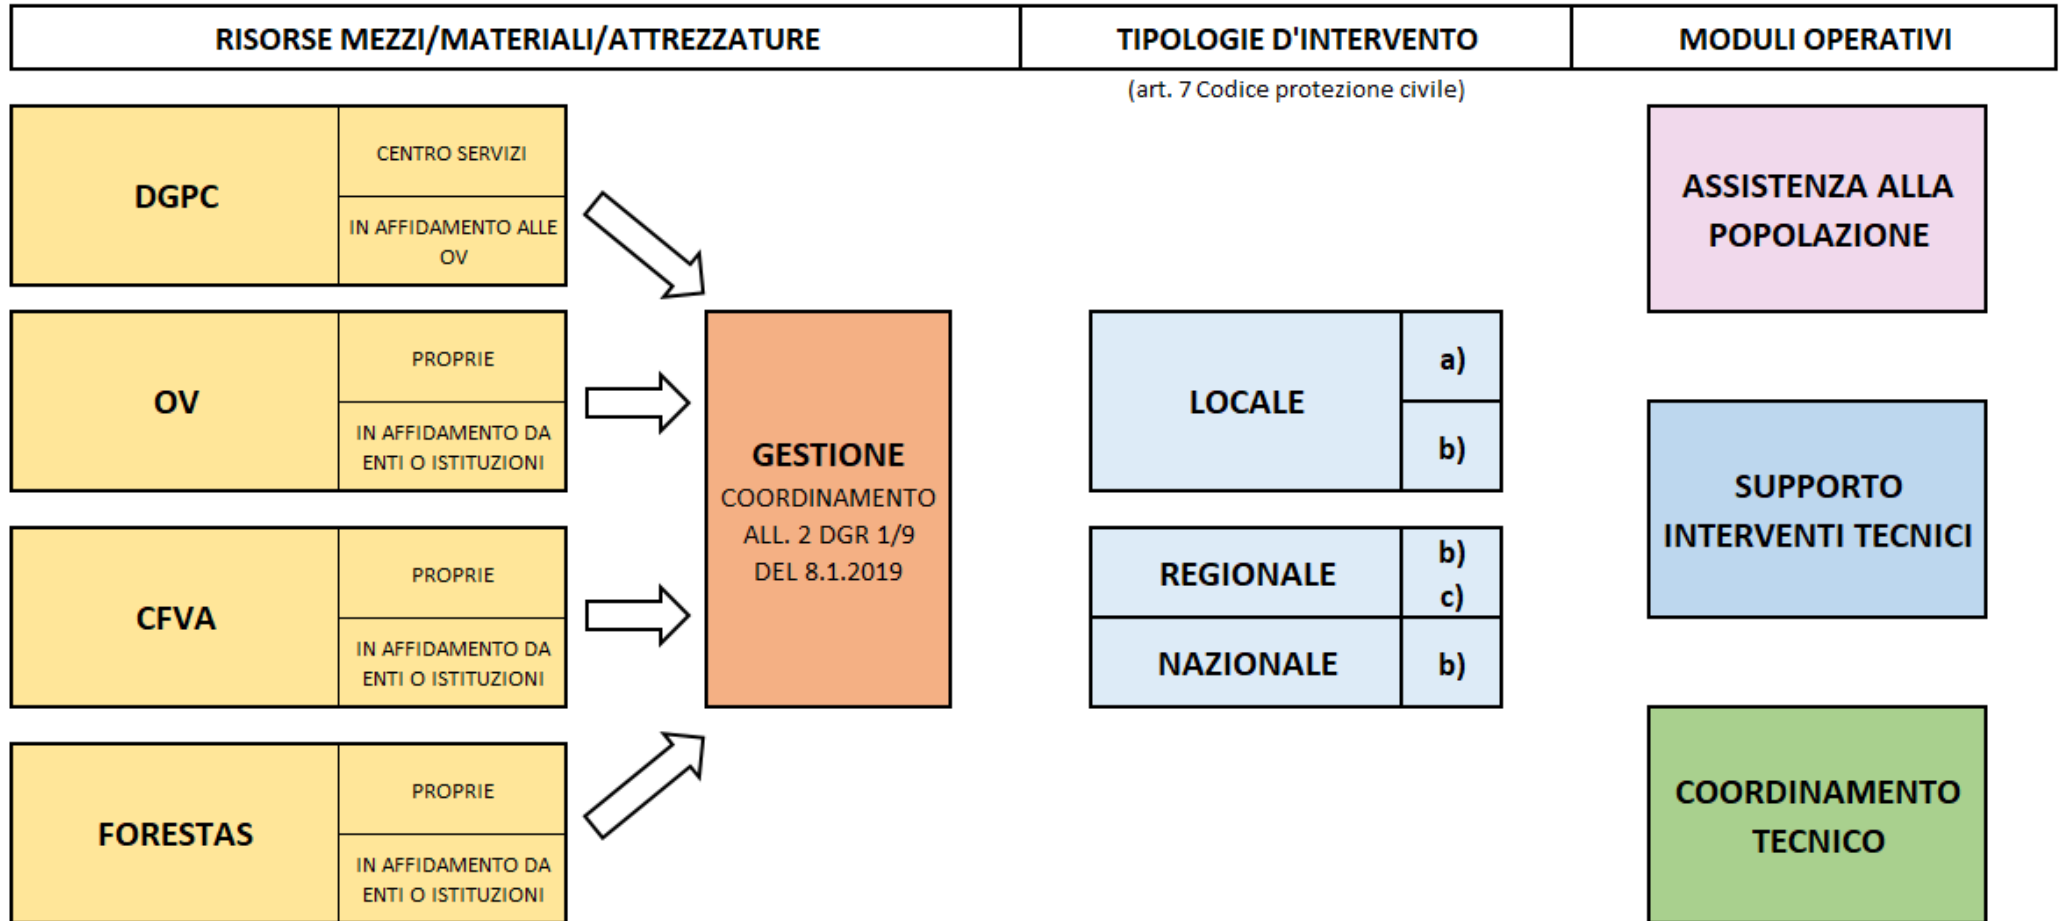 RISORSE MEZZI/MATERIALI/ATTREZZATURE
TIPOLOGIE D'INTERVENTO
MODULI OPERATIVI
(art. 7 Codice protezione civile)
DGPC
CENTRO SERVIZI
IN AFFIDAMENTO ALLE
OV
OV
PROPRIE
IN AFFIDAMENTO DA
ENTI O ISTITUZIONI
CFVA
PROPRIE
IN AFFIDAMENTO DA
ENTI O ISTITUZIONI
FORESTAS
PROPRIE
IN AFFIDAMENTO DA
ENTI O ISTITUZIONI
GESTIONE
COORDINAMENTO
ALL. 2 DGR 1/9
DEL 8.1.2019
LOCALE
a)
b)
REGIONALE
b)
c)
NAZIONALE
b)
ASSISTENZA ALLA
POPOLAZIONE
SUPPORTO
INTERVENTI TECNICI
COORDINAMENTO
TECNICO